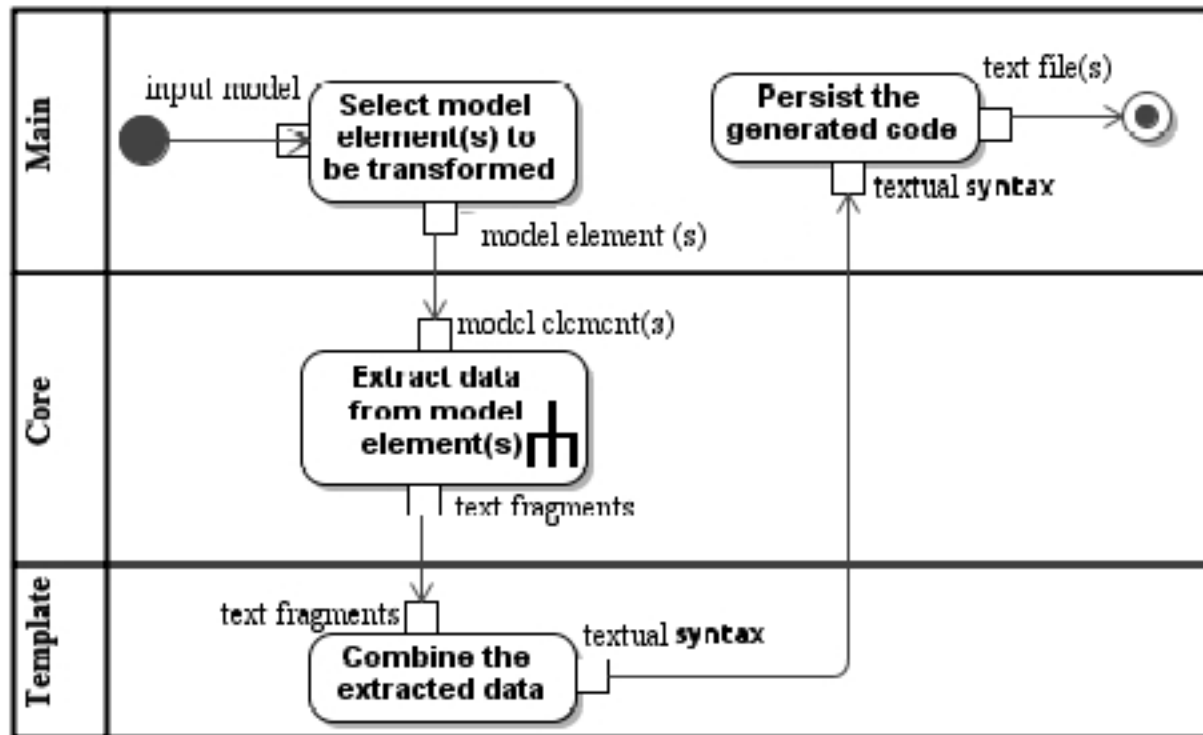 Main
input model
Select model
element(s) to
be transformed
model element (s)
Persist the
generated code
text file(s)
textual syntax
Core
model element(s)
Extract data
from model
element(s)
text fragments
Template
text fragments
Combine the
extracted data
textual syntax